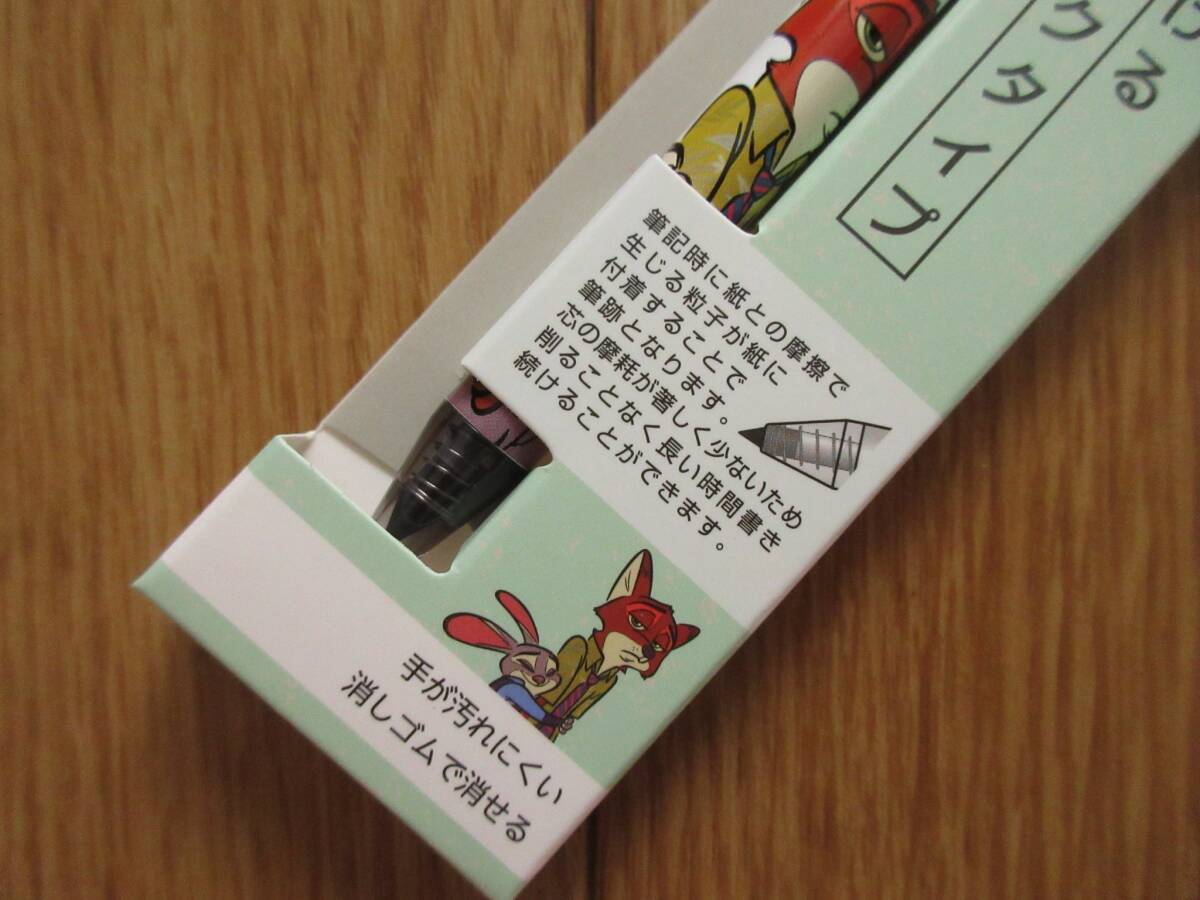 ける
クタイプ
筆記時に紙との摩擦で
生じる粒子が紙に
付着することで
筆跡となります。
芯の摩耗が著しく少ないため
削ることなく長い時間書き
続けることができます。
手が汚れにくい
消しゴムで消せる